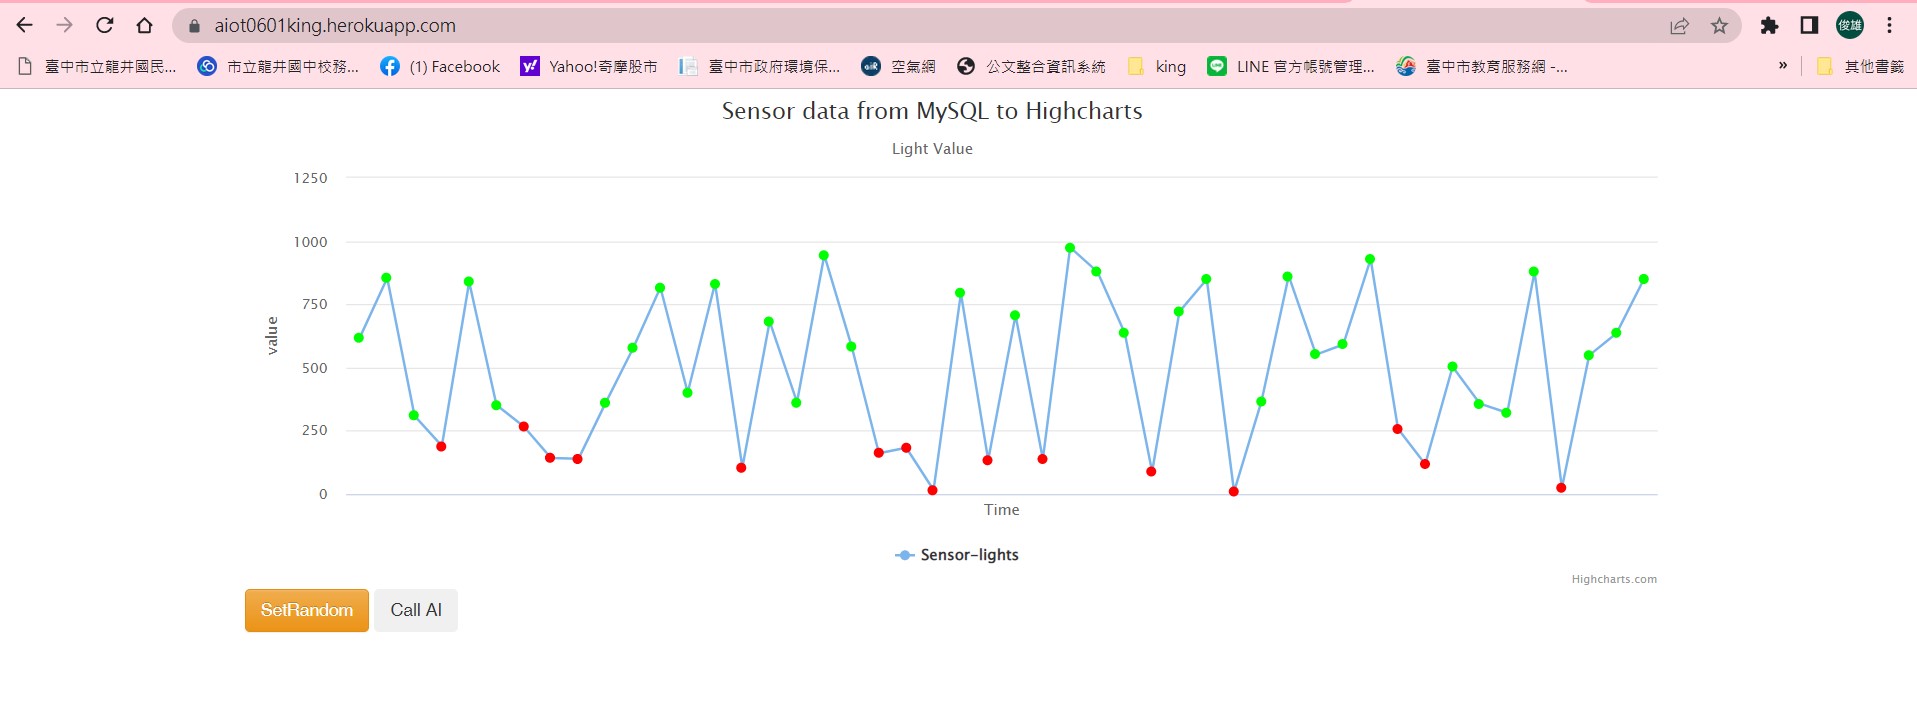 aiot0601king.herokuapp.com
俊雄
臺中市立龍井國民... 市立龍井國中校務... (1) Facebook Yahoo!奇摩股市 臺中市政府環境保... 空氣網 公文整合資訊系統 king LINE 官方帳號管理... 臺中市教育服務網 -... » 其他書籤
Sensor data from MySQL to Highcharts
Light Value
1250
1000
750
500
250
0
value
Time
Sensor-lights
Highcharts.com
SetRandom Call AI